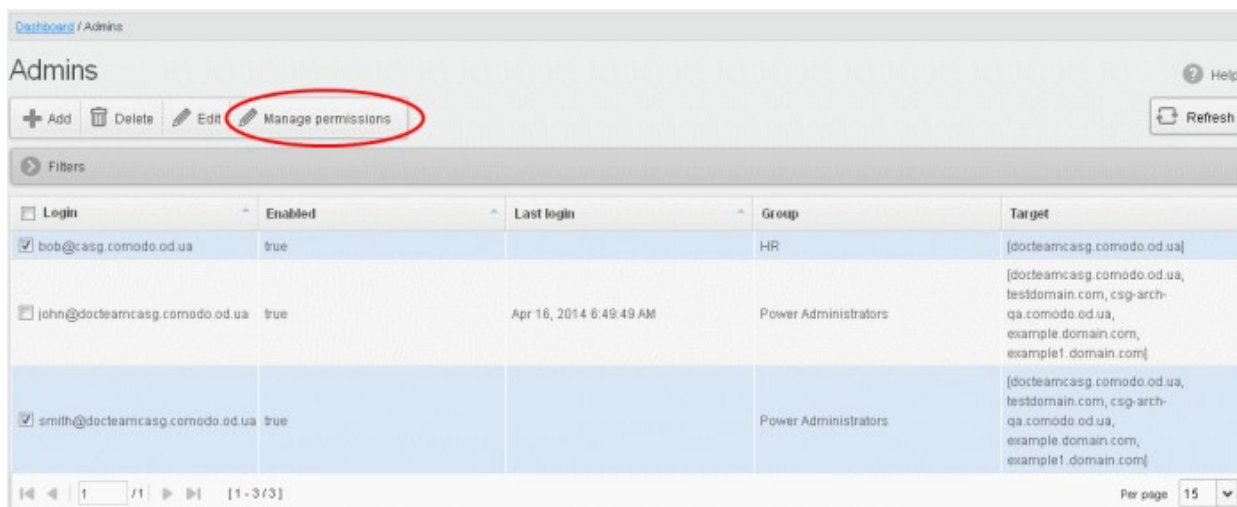 Dashboard / Admins
Admins
Help
Add Delete Edit Manage permissions
Refresh
Filters
Login Enabled Last login Group Target
bob@casg.comodo.od.ua true HR [docteamcasg.comodo.od.ua]
john@docteamcasg.comodo.od.ua true Apr 16, 2014 6:49:49 AM Power Administrators [docteamcasg.comodo.od.ua,
testdomain.com, csg-arch-
qa.comodo.od.ua,
example.domain.com,
example1.domain.com]
smith@docteamcasg.comodo.od.ua true Power Administrators [docteamcasg.comodo.od.ua,
testdomain.com, csg-arch-
qa.comodo.od.ua,
example.domain.com,
example1.domain.com]
1 /1 [1-3/3] Per page 15